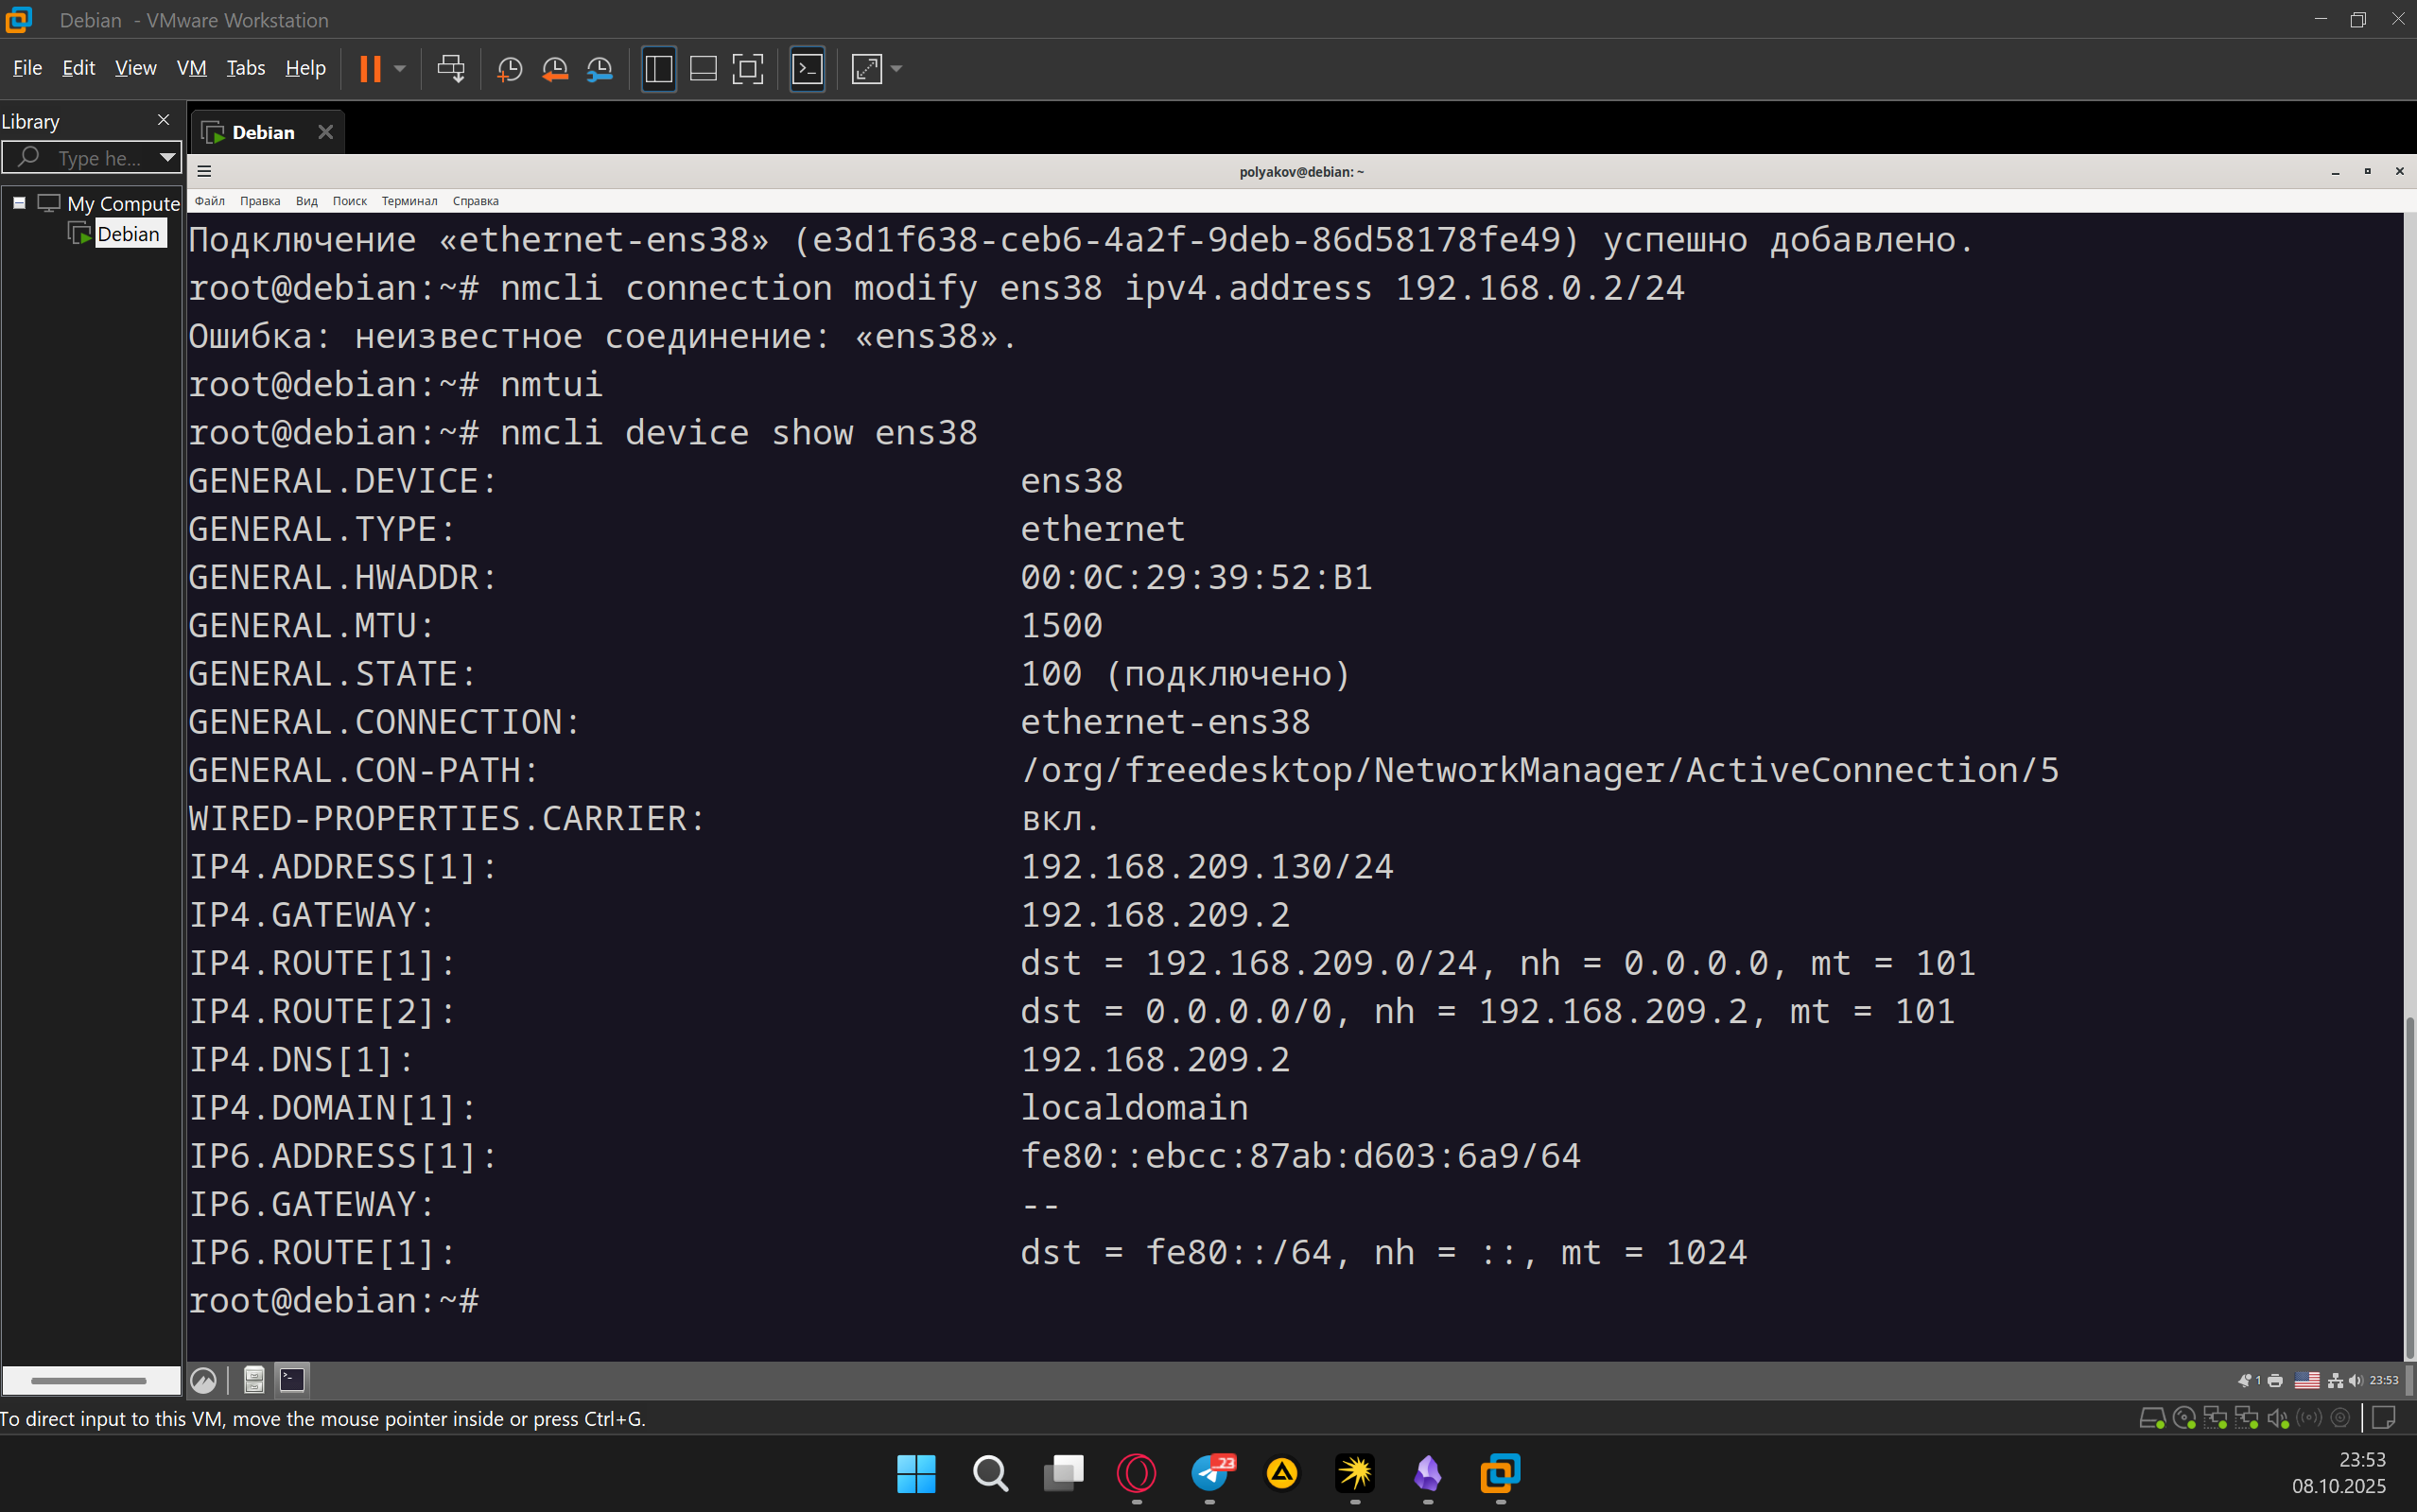 Debian - VMware Workstation
File Edit View VM Tabs Help
Library
Debian
Type he...
My Compute
Debian
polyakov@debian: ~
Файл Правка Вид Поиск Терминал Справка
Подключение «ethernet-ens38» (e3d1f638-ceb6-4a2f-9deb-86d58178fe49) успешно добавлено.
root@debian:~# nmcli connection modify ens38 ipv4.address 192.168.0.2/24
Ошибка: неизвестное соединение: «ens38».
root@debian:~# nmtui
root@debian:~# nmcli device show ens38
GENERAL.DEVICE: ens38
GENERAL.TYPE: ethernet
GENERAL.HWADDR: 00:0C:29:39:52:B1
GENERAL.MTU: 1500
GENERAL.STATE: 100 (подключено)
GENERAL.CONNECTION: ethernet-ens38
GENERAL.CON-PATH: /org/freedesktop/NetworkManager/ActiveConnection/5
WIRED-PROPERTIES.CARRIER: вкл.
IP4.ADDRESS[1]: 192.168.209.130/24
IP4.GATEWAY: 192.168.209.2
IP4.ROUTE[1]: dst = 192.168.209.0/24, nh = 0.0.0.0, mt = 101
IP4.ROUTE[2]: dst = 0.0.0.0/0, nh = 192.168.209.2, mt = 101
IP4.DNS[1]: 192.168.209.2
IP4.DOMAIN[1]: localdomain
IP6.ADDRESS[1]: fe80::ebcc:87ab:d603:6a9/64
IP6.GATEWAY: --
IP6.ROUTE[1]: dst = fe80::/64, nh = ::, mt = 1024
root@debian:~#
1 23:53
To direct input to this VM, move the mouse pointer inside or press Ctrl+G.
23
23:53
08.10.2025